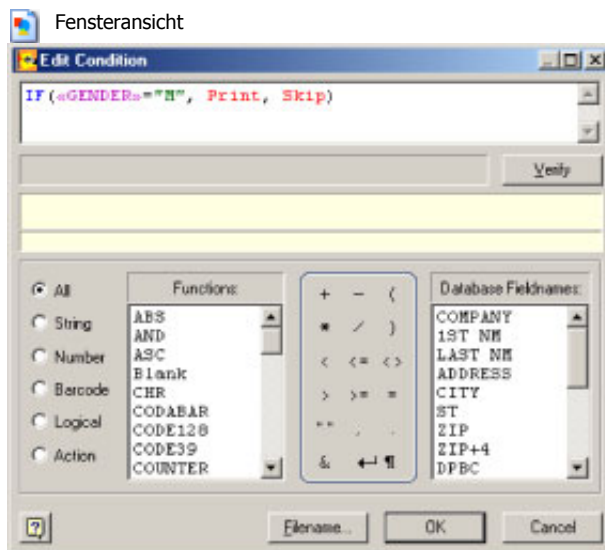 Fensteransicht
Edit Condition
IF(«GENDER»="M", Print, Skip)
Verify
All
String
Number
Barcode
Logical
Action
Functions:
ABS
AND
ASC
Blank
CHR
CODABAR
CODE128
CODE39
COUNTER
+ - (
* / )
< <= <>
> >= =
"" , .
& ↵ ¶
Database Fieldnames:
COMPANY
1ST NM
LAST NM
ADDRESS
CITY
ST
ZIP
ZIP+4
DPBC
?
Filename...
OK
Cancel